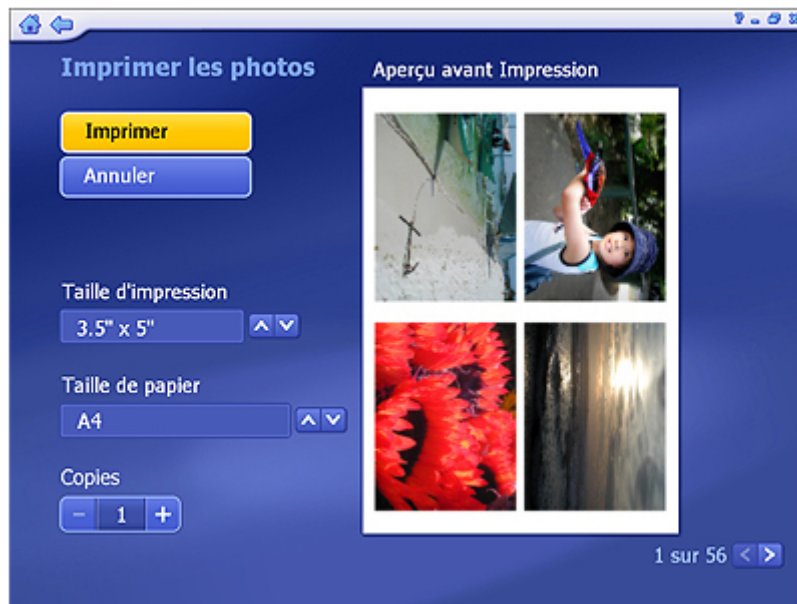 Imprimer les photos
Aperçu avant Impression
Imprimer
Annuler
Taille d'impression
3.5" x 5"
Taille de papier
A4
Copies
1
1 sur 56